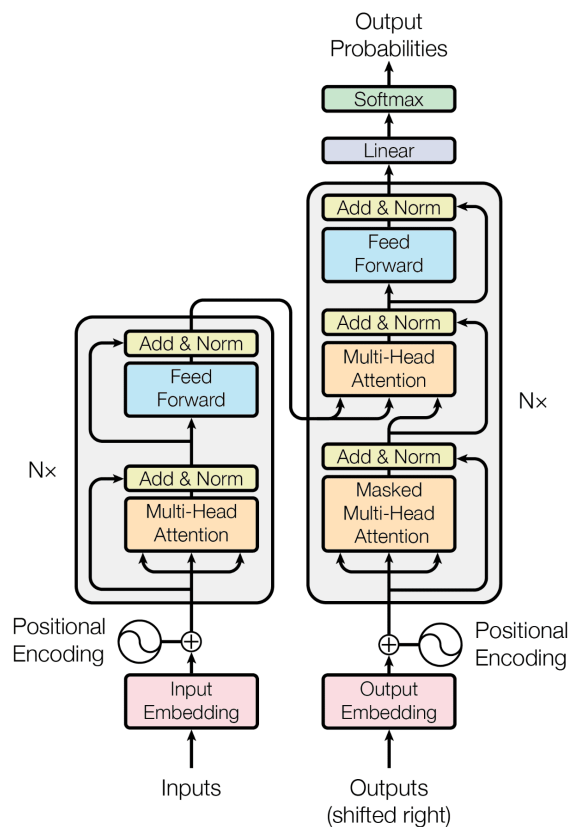 Output
Probabilities
Softmax
Linear
Add & Norm
Feed
Forward
Add & Norm
Multi-Head
Attention
Add & Norm
Masked
Multi-Head
Attention
N×
Add & Norm
Feed
Forward
Add & Norm
Multi-Head
Attention
N×
Positional
Encoding
Positional
Encoding
Input
Embedding
Output
Embedding
Inputs
Outputs
(shifted right)